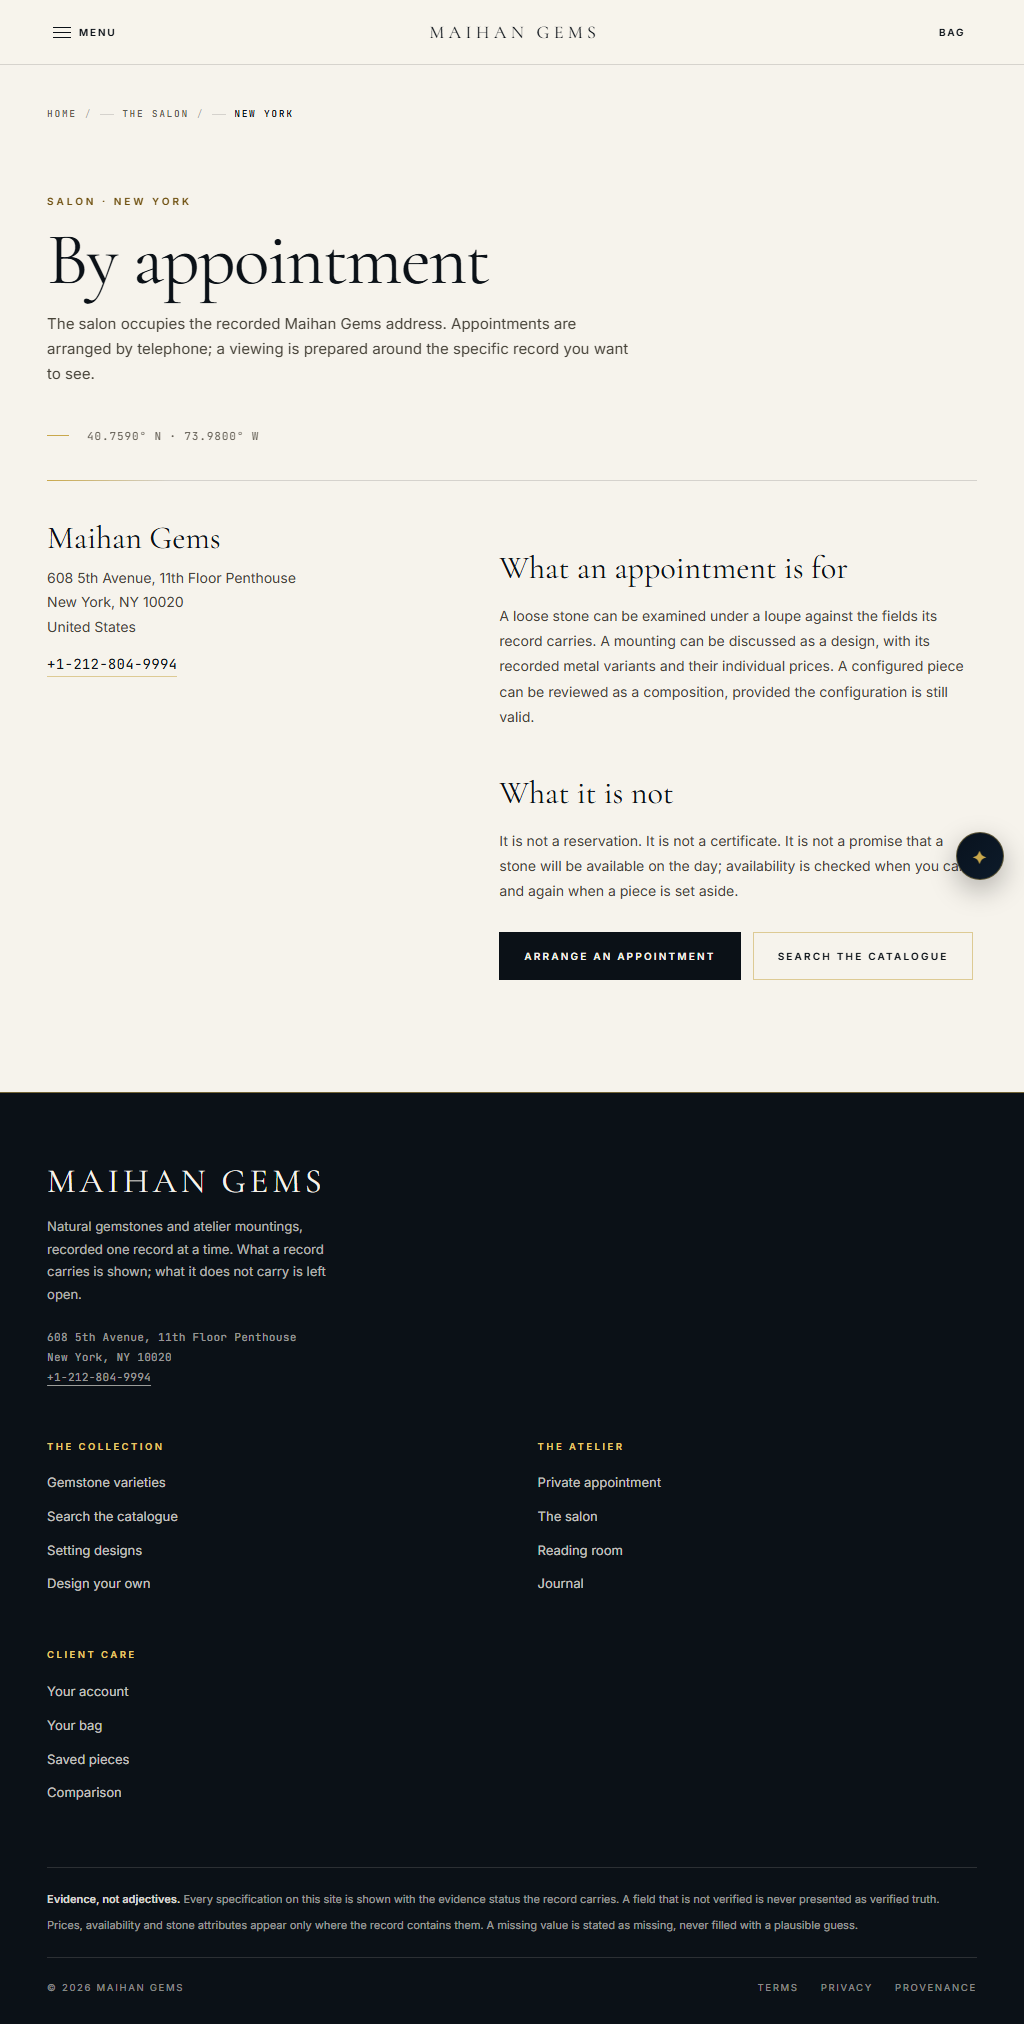 MENU
MAIHAN GEMS
BAG
HOME / — THE SALON / — NEW YORK
SALON · NEW YORK
By appointment
The salon occupies the recorded Maihan Gems address. Appointments are
arranged by telephone; a viewing is prepared around the specific record you want
to see.
40.7590° N · 73.9800° W
Maihan Gems
608 5th Avenue, 11th Floor Penthouse
New York, NY 10020
United States
+1-212-804-9994
What an appointment is for
A loose stone can be examined under a loupe against the fields its
record carries. A mounting can be discussed as a design, with its
recorded metal variants and their individual prices. A configured piece
can be reviewed as a composition, provided the configuration is still
valid.
What it is not
It is not a reservation. It is not a certificate. It is not a promise that a
stone will be available on the day; availability is checked when you
and again when a piece is set aside.
ARRANGE AN APPOINTMENT
SEARCH THE CATALOGUE
MAIHAN GEMS
Natural gemstones and atelier mountings,
recorded one record at a time. What a record
carries is shown; what it does not carry is left
open.
608 5th Avenue, 11th Floor Penthouse
New York, NY 10020
+1-212-804-9994
THE COLLECTION
Gemstone varieties
Search the catalogue
Setting designs
Design your own
THE ATELIER
Private appointment
The salon
Reading room
Journal
CLIENT CARE
Your account
Your bag
Saved pieces
Comparison
Evidence, not adjectives. Every specification on this site is shown with the evidence status the record carries. A field that is not verified is never presented as verified truth.
Prices, availability and stone attributes appear only where the record contains them. A missing value is stated as missing, never filled with a plausible guess.
© 2026 MAIHAN GEMS
TERMS
PRIVACY
PROVENANCE